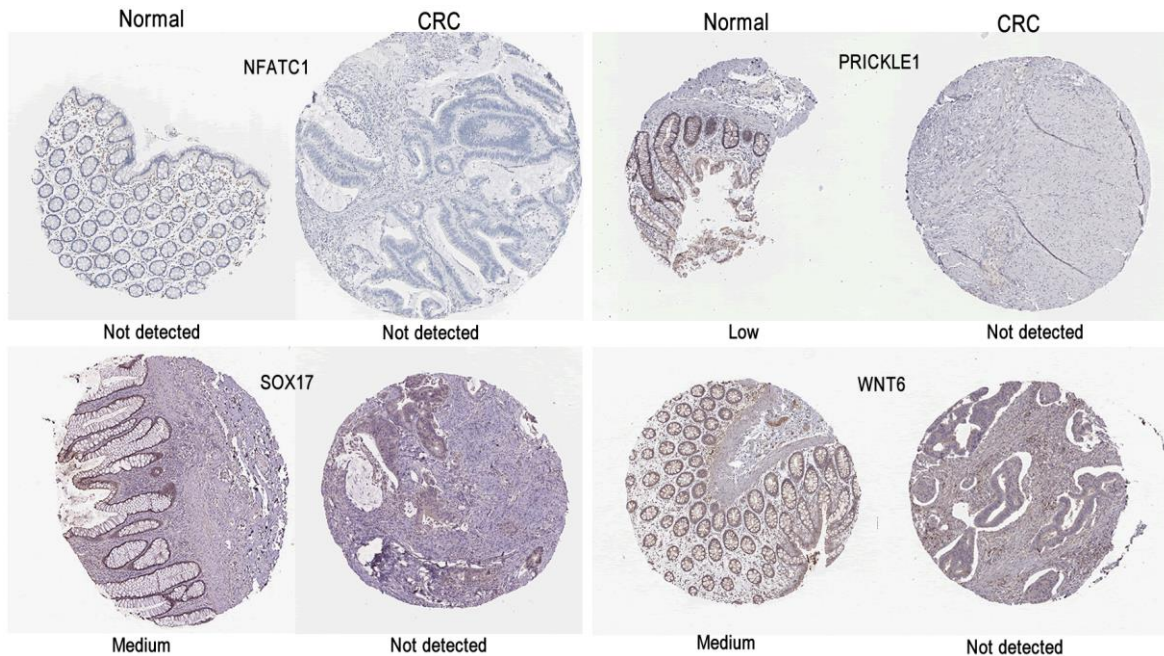 Normal
CRC
Normal
CRC
NFATC1
PRICKLE1
Not detected
Not detected
Low
Not detected
SOX17
WNT6
Medium
Not detected
Medium
Not detected